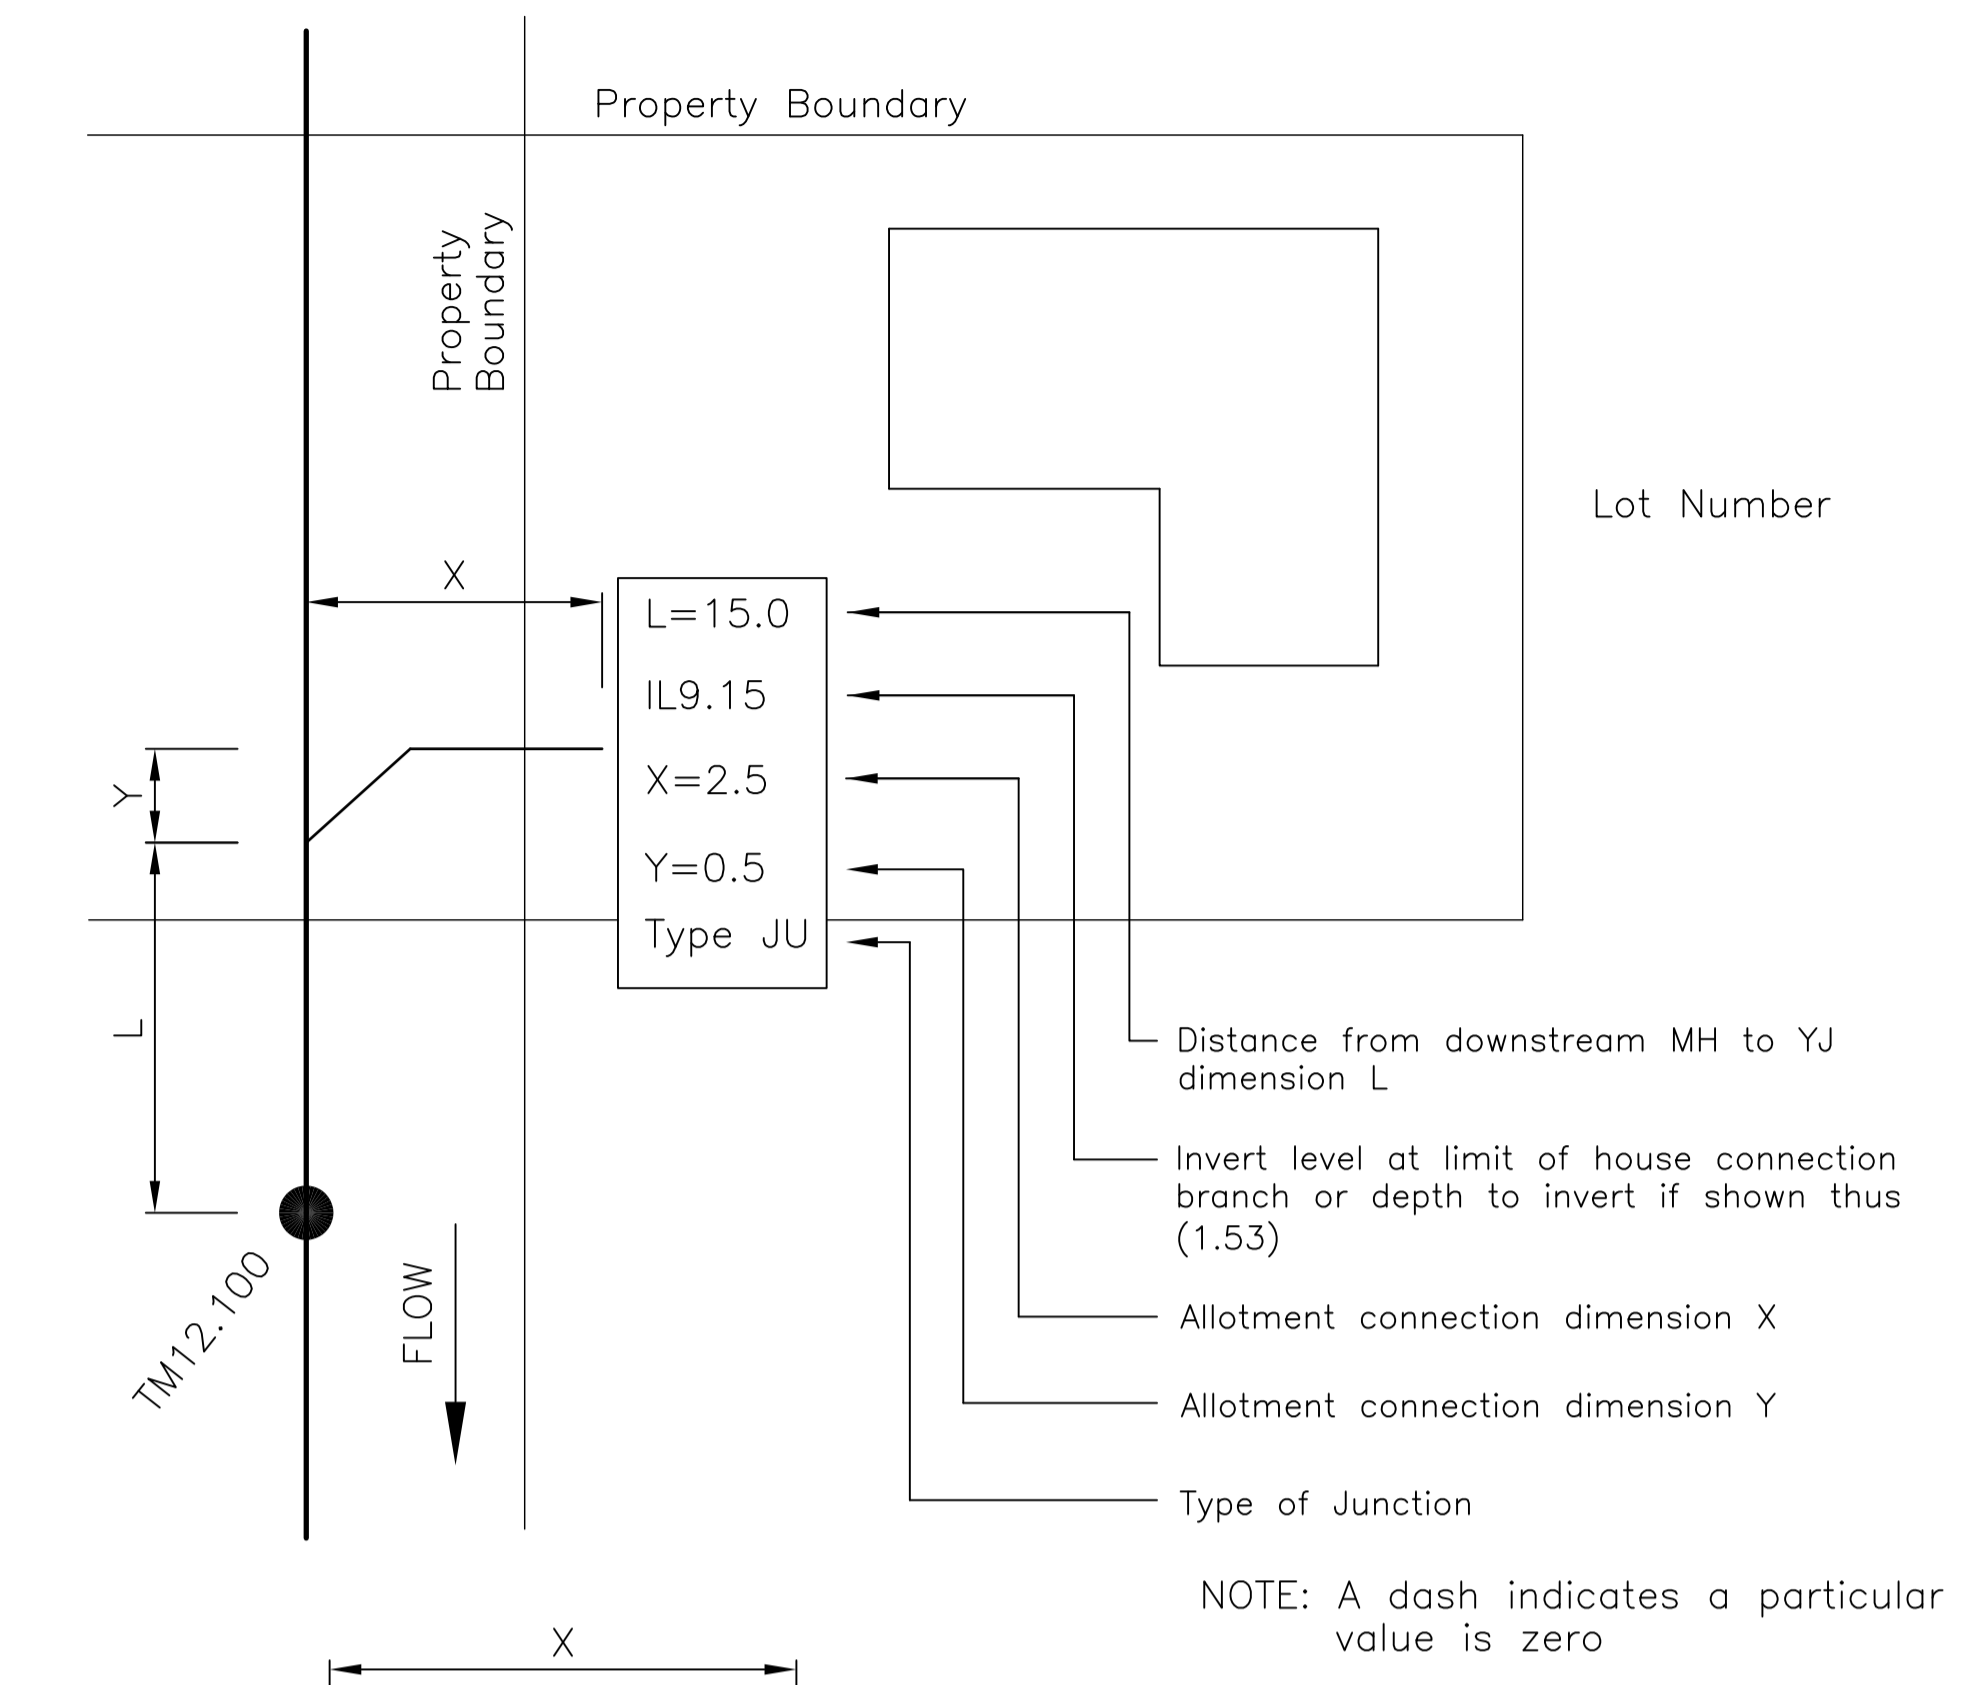 Property Boundary
Property
Boundary
Lot Number
X
L=15.0
IL9.15
X=2.5
Y=0.5
Type JU
Y
L
Distance from downstream MH to YJ
dimension L
Invert level at limit of house connection
branch or depth to invert if shown thus
(1.53)
TM12.100
FLOW
Allotment connection dimension X
Allotment connection dimension Y
Type of Junction
NOTE: A dash indicates a particular
value is zero
X